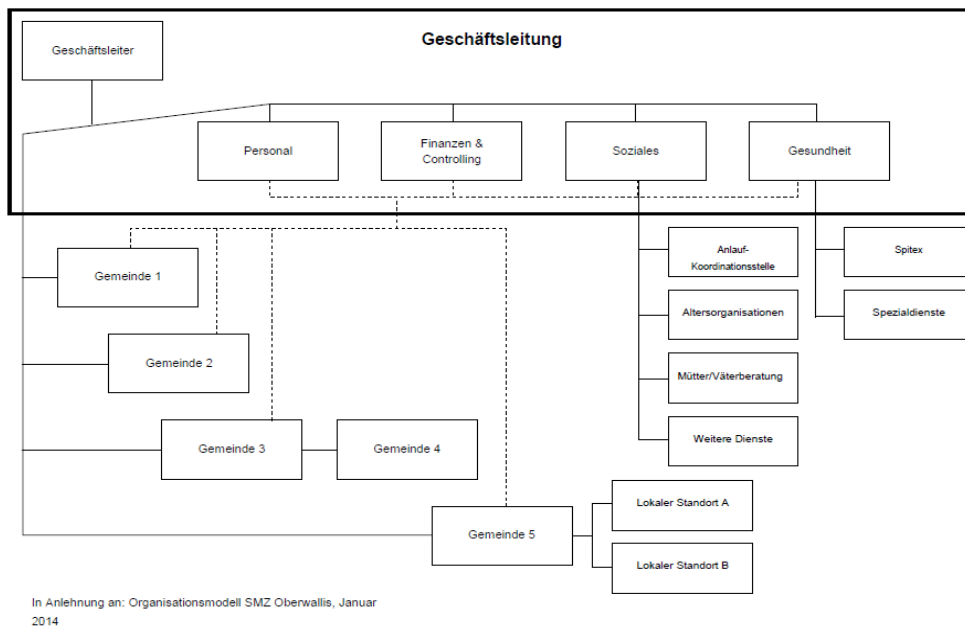 Geschäftsleitung
Geschäftsleiter
Personal
Finanzen &
Controlling
Soziales
Gesundheit
Gemeinde 1
Anlauf-
Koordinationsstelle
Spitex
Altersorganisationen
Spezialdienste
Gemeinde 2
Mütter/Väterberatung
Gemeinde 3
Gemeinde 4
Weitere Dienste
Gemeinde 5
Lokaler Standort A
Lokaler Standort B
In Anlehnung an: Organisationsmodell SMZ Oberwallis, Januar
2014